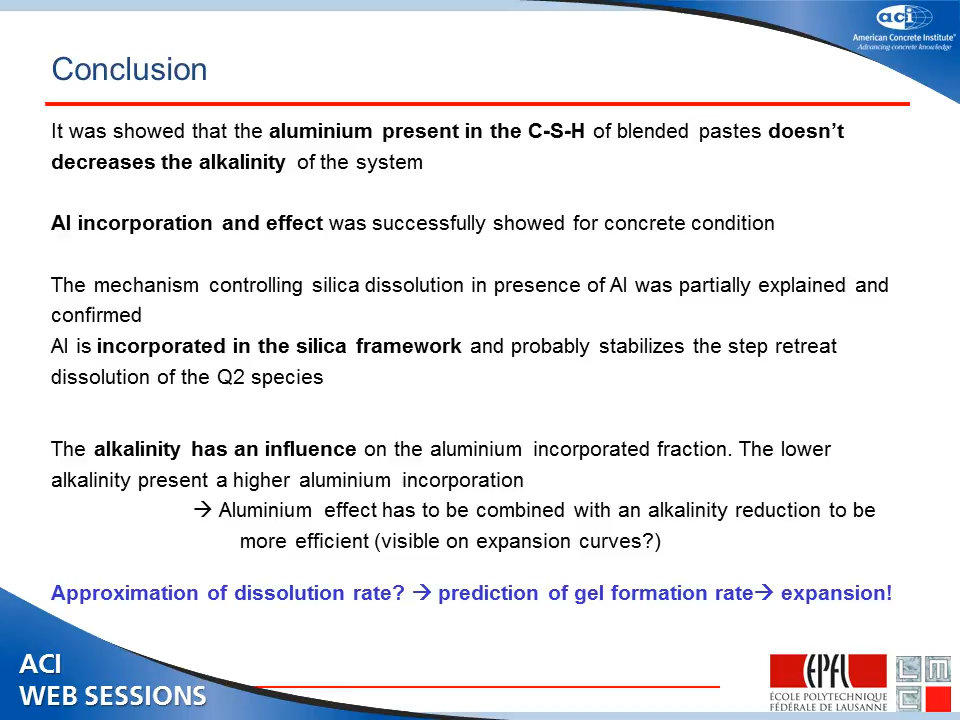 aci
American Concrete Institute®
Advancing concrete knowledge
Conclusion
It was showed that the aluminium present in the C-S-H of blended pastes doesn't
decreases the alkalinity of the system
Al incorporation and effect was successfully showed for concrete condition
The mechanism controlling silica dissolution in presence of Al was partially explained and
confirmed
Al is incorporated in the silica framework and probably stabilizes the step retreat
dissolution of the Q2 species
The alkalinity has an influence on the aluminium incorporated fraction. The lower
alkalinity present a higher aluminium incorporation
→ Aluminium effect has to be combined with an alkalinity reduction to be
more efficient (visible on expansion curves?)
Approximation of dissolution rate? → prediction of gel formation rate→ expansion!
ACI
WEB SESSIONS
EPFL
ÉCOLE POLYTECHNIQUE
FÉDÉRALE DE LAUSANNE
L M
C